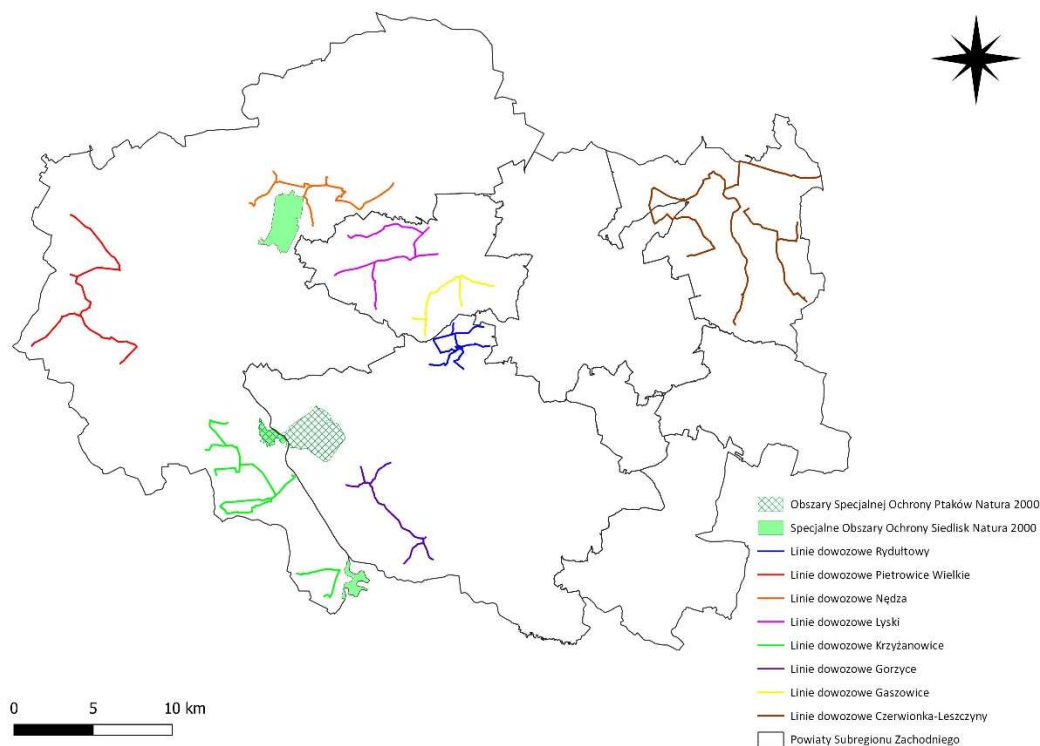 Obszary Specjalnej Ochrony Ptaków Natura 2000
Specjalne Obszary Ochrony Siedlisk Natura 2000
Linie dowozowe Rydułtowy
Linie dowozowe Pietrowice Wielkie
Linie dowozowe Nędza
Linie dowozowe Lyski
Linie dowozowe Krzyżanowice
Linie dowozowe Gorzyce
Linie dowozowe Gaszowice
Linie dowozowe Czerwionka-Leszczyny
Powiaty Subregionu Zachodniego
0 5 10 km